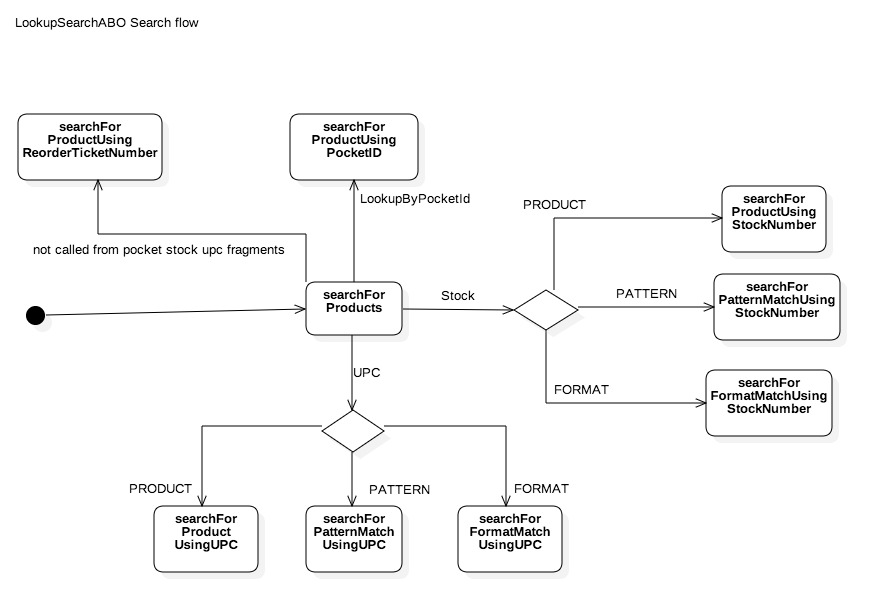 LookupSearchABO Search flow
searchFor
ProductUsing
ReorderTicketNumber
searchFor
ProductUsing
PocketID
LookupByPocketId
not called from pocket stock upc fragments
PRODUCT
searchFor
ProductUsing
StockNumber
searchFor
Products
Stock
PATTERN
searchFor
PatternMatchUsing
StockNumber
FORMAT
searchFor
FormatMatchUsing
StockNumber
UPC
PRODUCT
PATTERN
FORMAT
searchFor
Product
UsingUPC
searchFor
PatternMatch
UsingUPC
searchFor
FormatMatch
UsingUPC